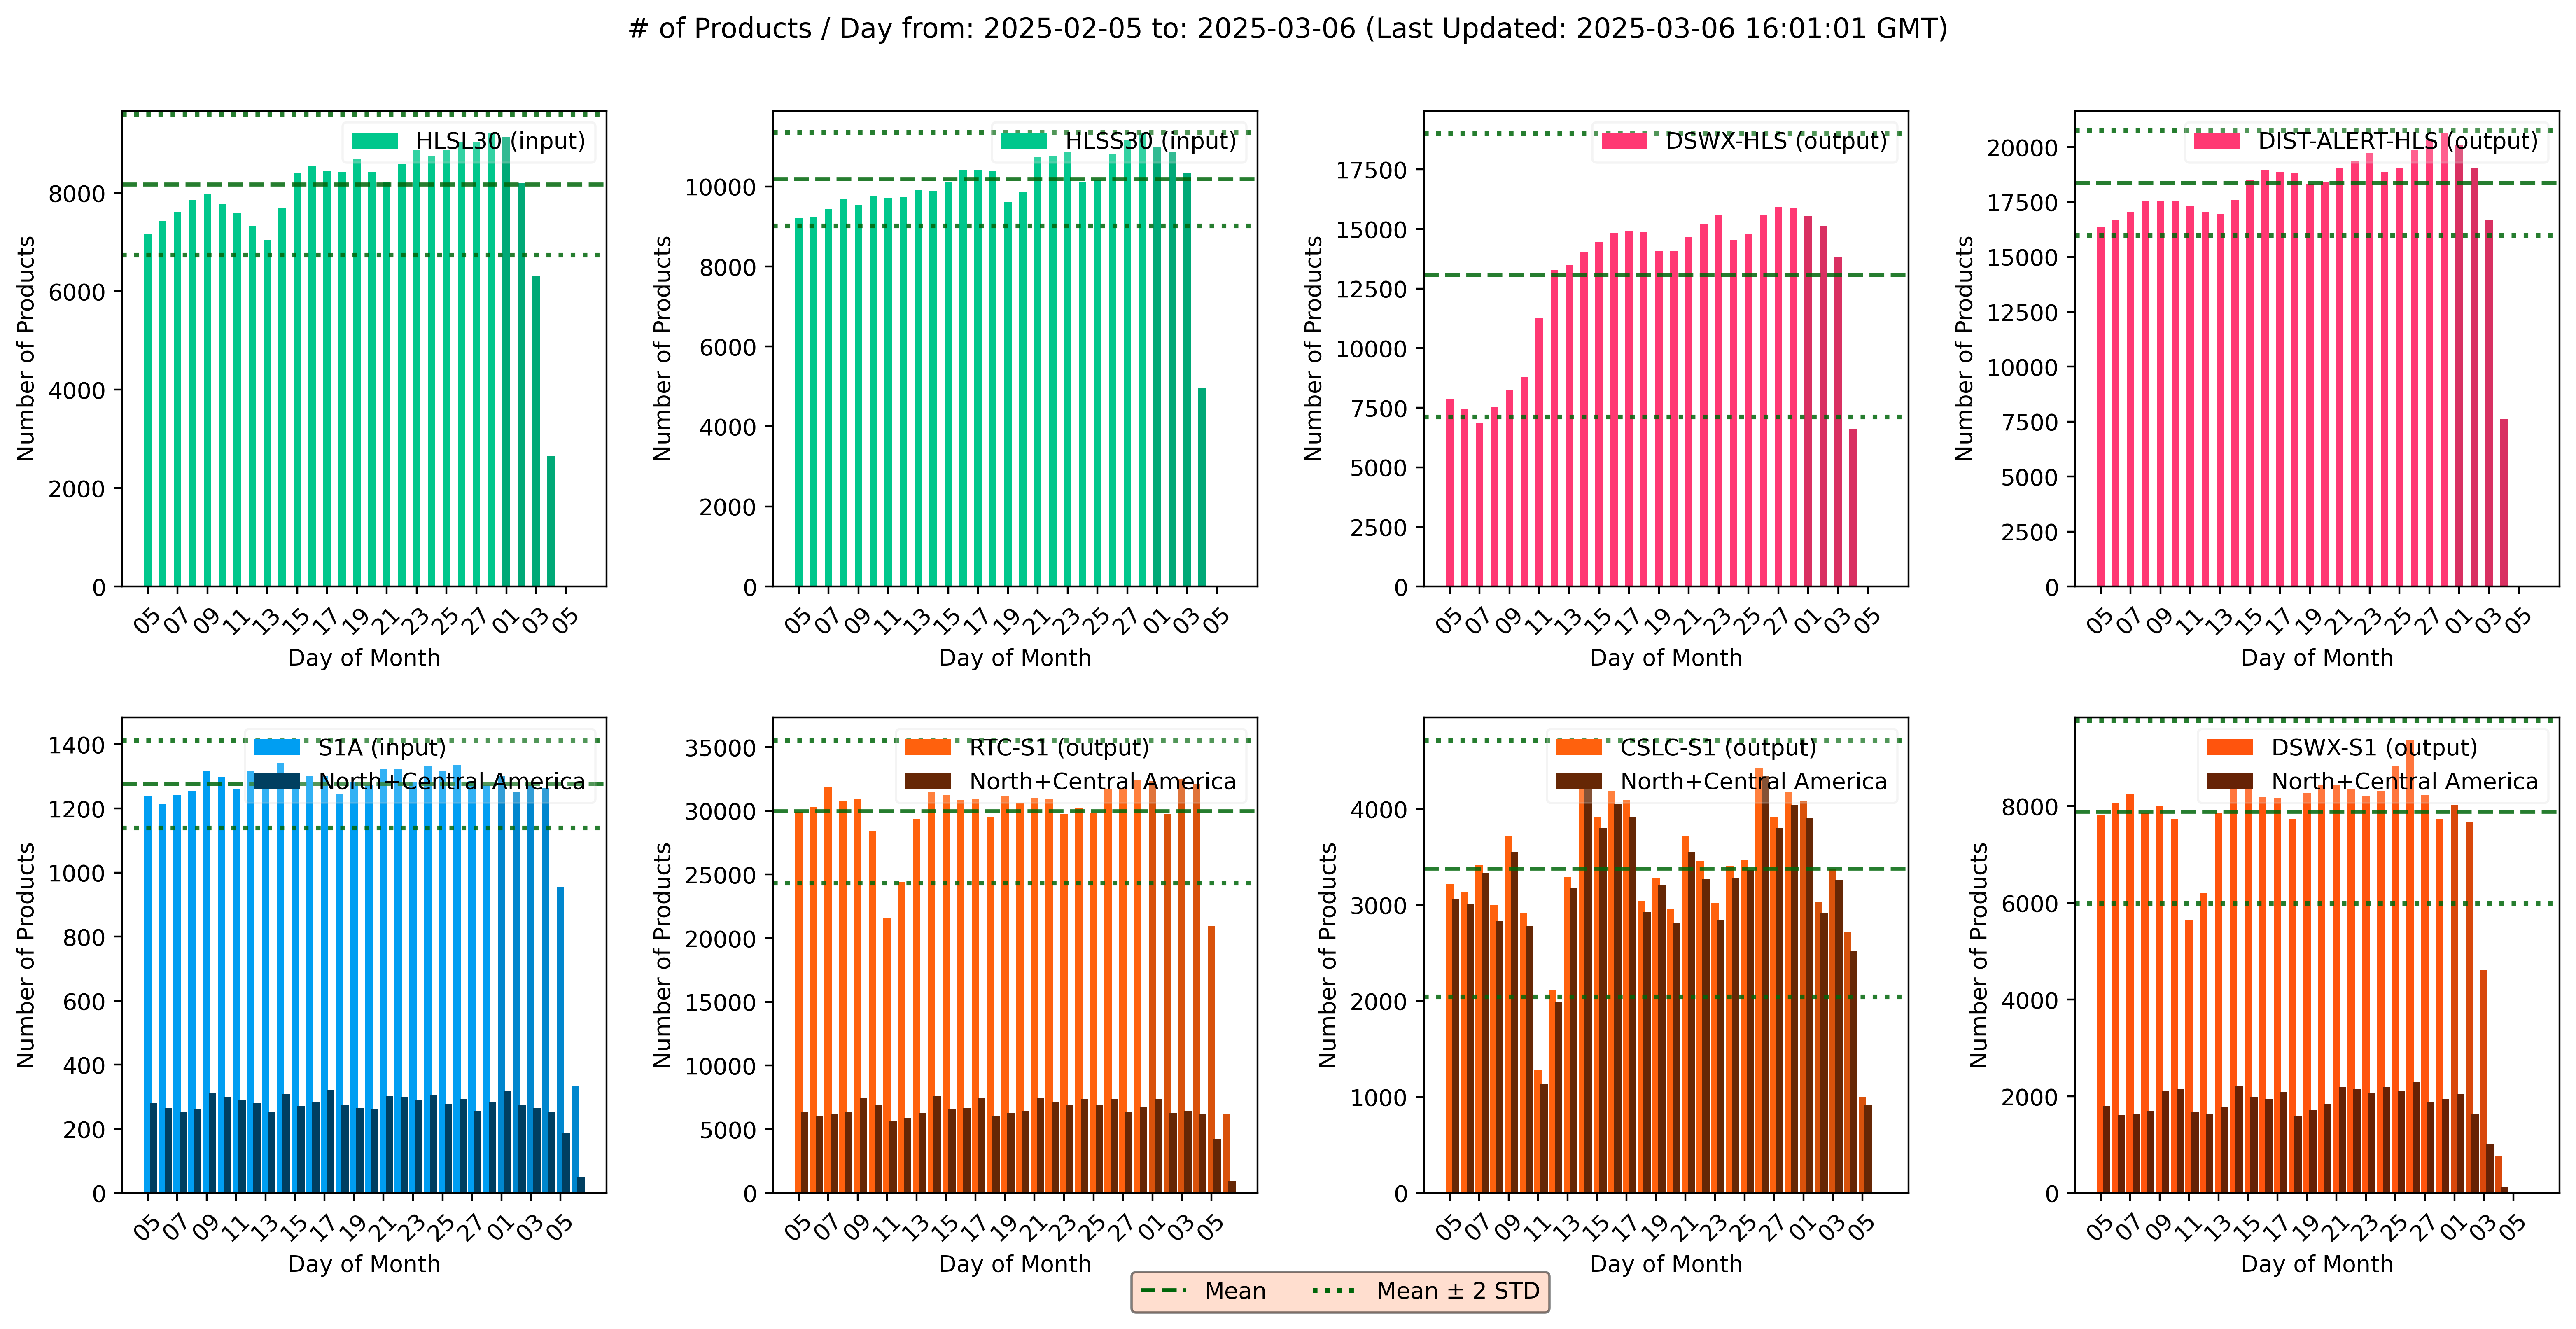 # of Products / Day from: 2025-02-05 to: 2025-03-06 (Last Updated: 2025-03-06 16:01:01 GMT)
HLSL30 (input)
Number of Products
8000
6000
4000
2000
0
05 07 09 11 13 15 17 19 21 23 25 27 01 03 05
Day of Month
HLSS30 (input)
Number of Products
10000
8000
6000
4000
2000
0
05 07 09 11 13 15 17 19 21 23 25 27 01 03 05
Day of Month
DSWX-HLS (output)
Number of Products
17500
15000
12500
10000
7500
5000
2500
0
05 07 09 11 13 15 17 19 21 23 25 27 01 03 05
Day of Month
DIST-ALERT-HLS (output)
Number of Products
20000
17500
15000
12500
10000
7500
5000
2500
0
05 07 09 11 13 15 17 19 21 23 25 27 01 03 05
Day of Month
S1A (input)
North+Central America
Number of Products
1400
1200
1000
800
600
400
200
0
05 07 09 11 13 15 17 19 21 23 25 27 01 03 05
Day of Month
RTC-S1 (output)
North+Central America
Number of Products
35000
30000
25000
20000
15000
10000
5000
0
05 07 09 11 13 15 17 19 21 23 25 27 01 03 05
Day of Month
CSLC-S1 (output)
North+Central America
Number of Products
4000
3000
2000
1000
0
05 07 09 11 13 15 17 19 21 23 25 27 01 03 05
Day of Month
DSWX-S1 (output)
North+Central America
Number of Products
8000
6000
4000
2000
0
05 07 09 11 13 15 17 19 21 23 25 27 01 03 05
Day of Month
Mean
Mean ± 2 STD